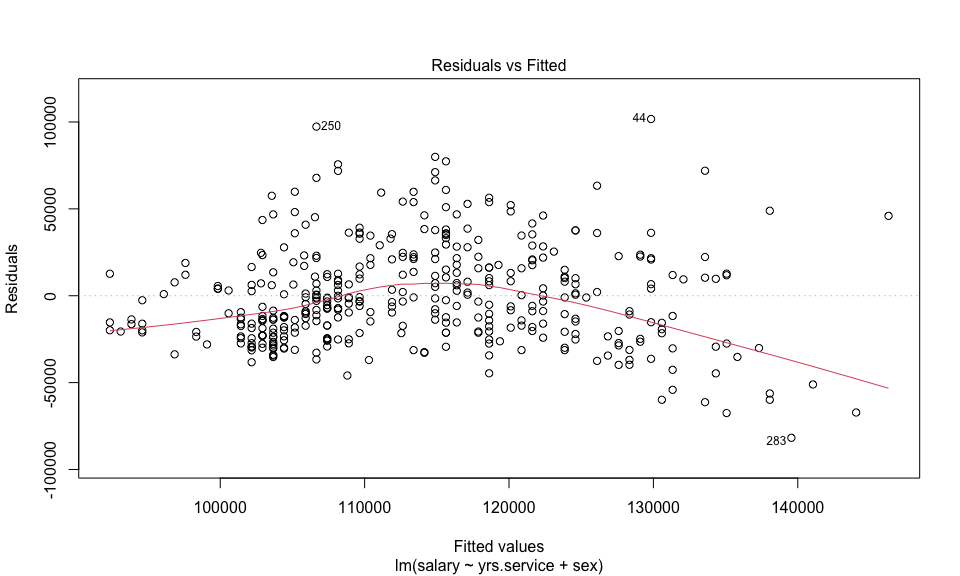 Residuals vs Fitted
100000
50000
0
-50000
-100000
Residuals
250
44
283
100000 110000 120000 130000 140000
Fitted values
lm(salary ~ yrs.service + sex)